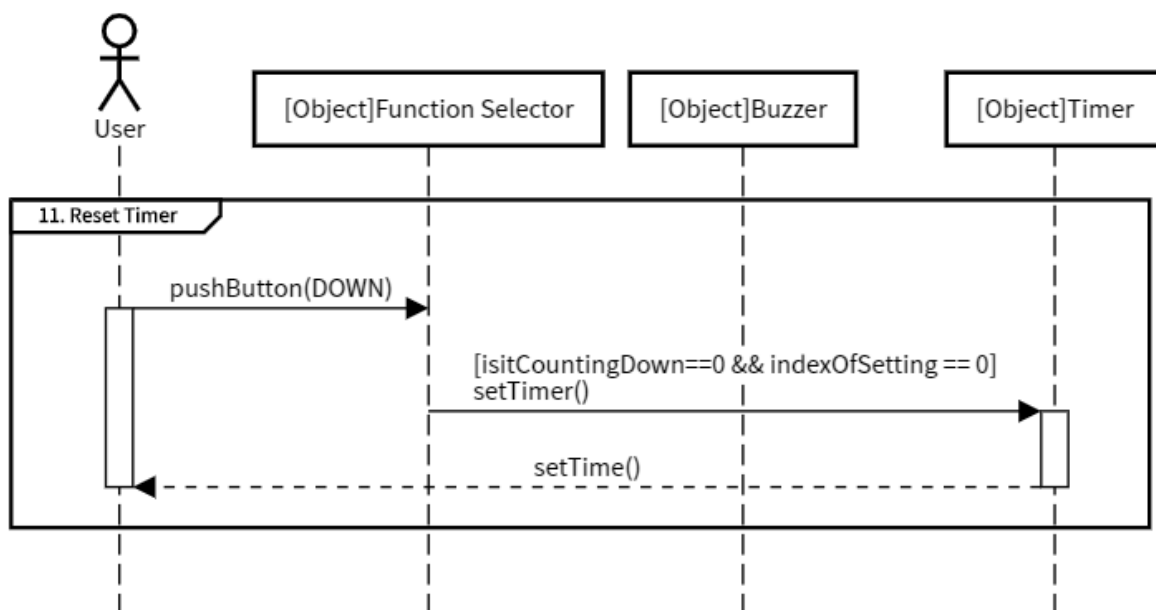 User
[Object]Function Selector
[Object]Buzzer
[Object]Timer
11. Reset Timer
pushButton(DOWN)
[isitCountingDown==0 && indexOfSetting == 0]
setTimer()
setTime()